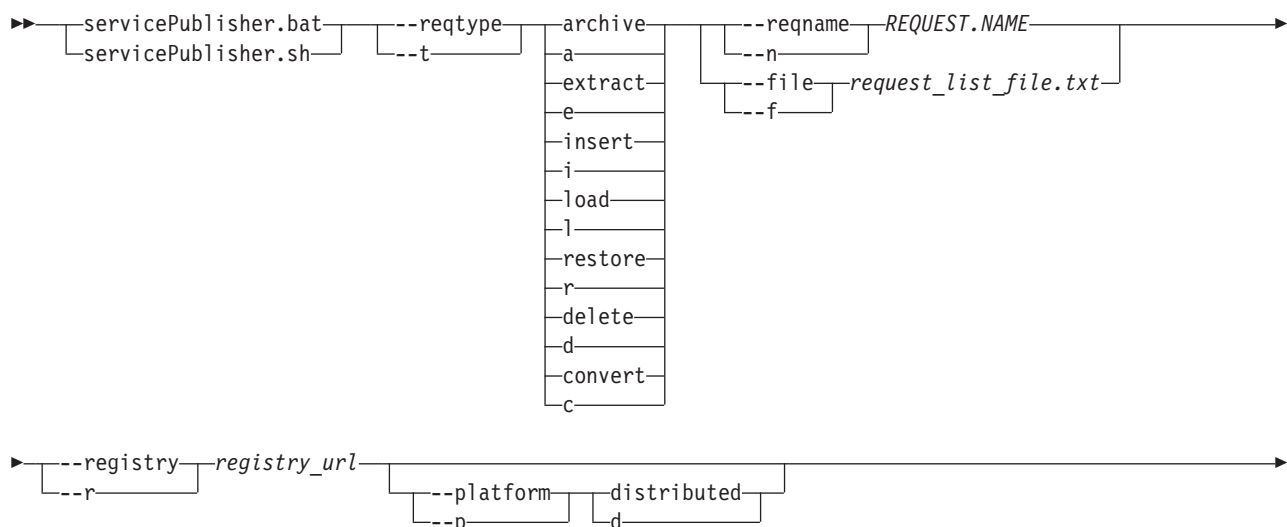 servicePublisher.bat --reqtype archive --reqname REQUEST.NAME
servicePublisher.sh --t a --n
extract --file request_list_file.txt
e --f
insert
i
load
l
restore
r
delete
d
convert
c
--registry registry_url
--r --platform distributed
--p d